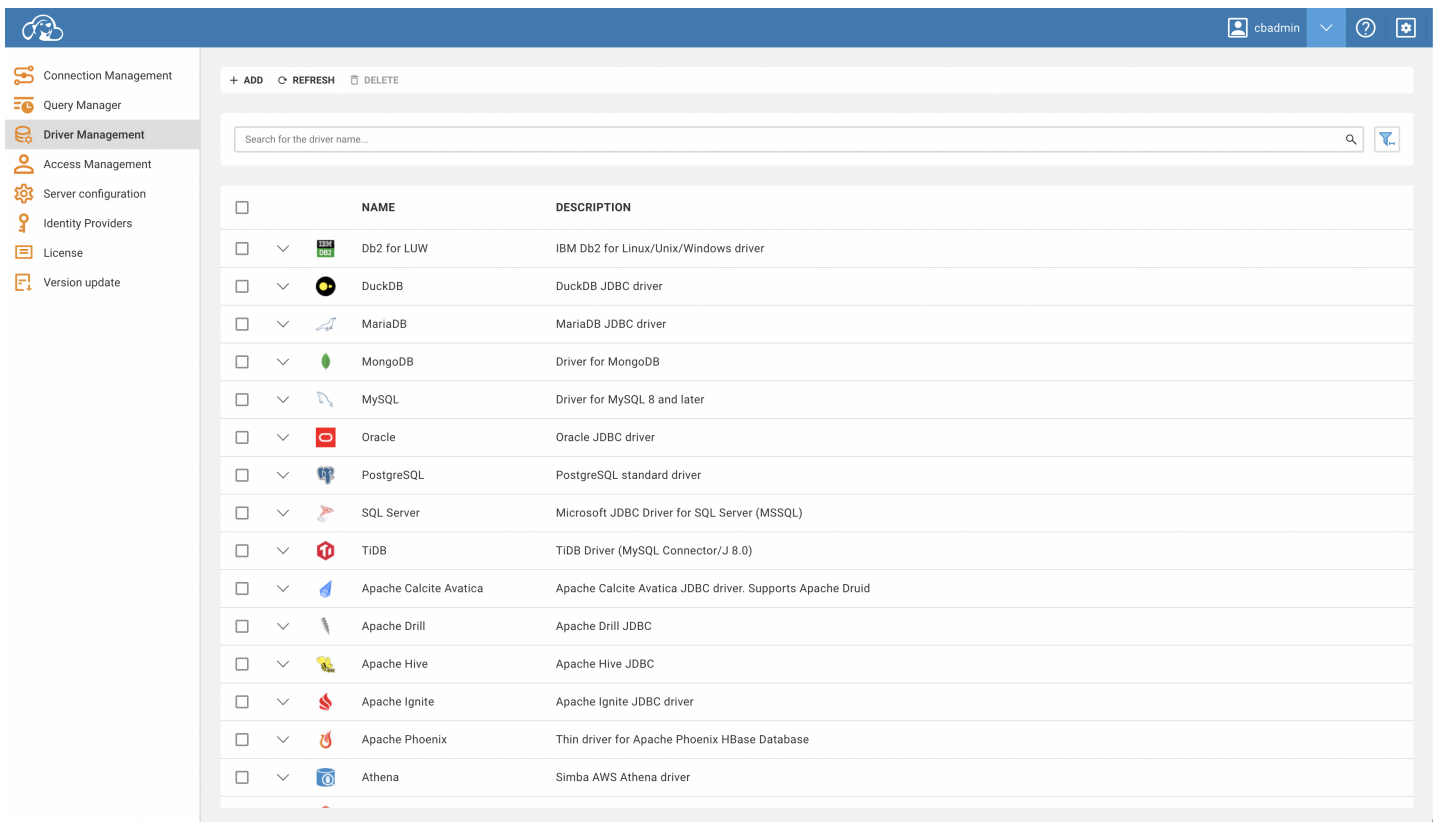 cbadmin
Connection Management
Query Manager
Driver Management
Access Management
Server configuration
Identity Providers
License
Version update
+ ADD REFRESH DELETE
Search for the driver name...
NAME DESCRIPTION
IBM DB2 Db2 for LUW IBM Db2 for Linux/Unix/Windows driver
DuckDB DuckDB JDBC driver
MariaDB MariaDB JDBC driver
MongoDB Driver for MongoDB
MySQL Driver for MySQL 8 and later
Oracle Oracle JDBC driver
PostgreSQL PostgreSQL standard driver
SQL Server Microsoft JDBC Driver for SQL Server (MSSQL)
TiDB TiDB Driver (MySQL Connector/J 8.0)
Apache Calcite Avatica Apache Calcite Avatica JDBC driver. Supports Apache Druid
Apache Drill Apache Drill JDBC
Apache Hive Apache Hive JDBC
Apache Ignite Apache Ignite JDBC driver
Apache Phoenix Thin driver for Apache Phoenix HBase Database
Athena Simba AWS Athena driver